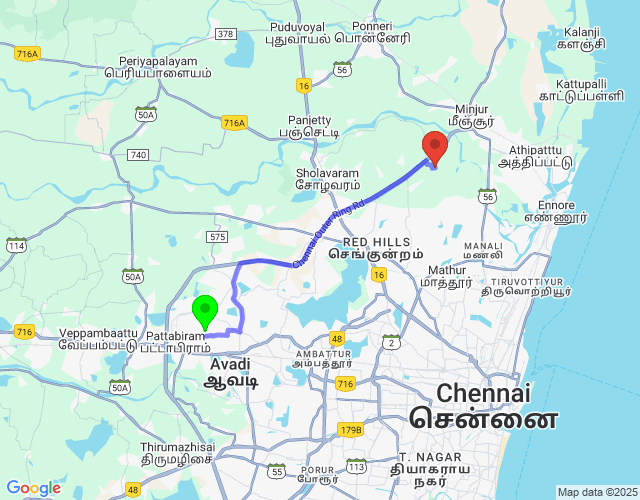 Kalanji
களஞ்சி
Puduvoyal
புதுவாயல்
Ponneri
பொன்னேரி
378
716A
Periyapalayam
பெரியபாளையம்
16
56
Kattupalli
காட்டுப்பள்ளி
50A
716A
Panjetty
பஞ்செட்டி
Minjur
மீஞ்சூர்
740
Athipatttu
அத்திப்பட்டு
Sholavaram
சோழவரம்
56
Ennore
எண்ணூர்
Chennai Outer Ring Rd
575
114
RED HILLS
செங்குன்றம்
MANALI
மணலி
50A
16
Mathur
மாத்தூர்
TIRUVOTTIYUR
திருவொற்றியூர்
716
Veppambaattu
வேப்பம்பட்டு
Pattabiram
பட்டாபிராம்
48
2
Avadi
ஆவடி
AMBATTUR
அம்பத்தூர்
50A
716
Chennai
சென்னை
179B
Thirumazhisai
திருமழிசை
T. NAGAR
தியாகராய
நகர்
PORUR
போரூர்
113
55
48
Google
Map data ©2025